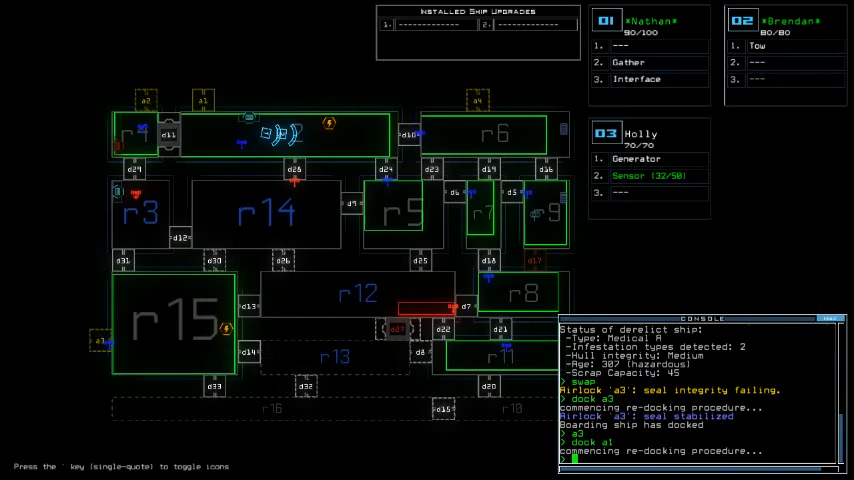 INSTALLED SHIP UPGRADES
1. ------------- 2. -------------
01 *Nathan*
90/100
1. ---
2. Gather
3. Interface
02 *Brendan*
80/80
1. Tow
2. ---
3. ---
03 Holly
70/70
1. Generator
2. Sensor (32/50)
3. ---
a2 a1 a4
d11 d10 r6
d29 d28 d24 d23 d19 d16
r3 r14 d9 r5 d6 r7 d5 r9
d12
d31 d30 d26 d25 d18 d17
r15 d13 r12 d7 r8
a3 d27 d22 d21
d14 r13 d8 r11
d33 d32 d20
r16 d15 r10
CONSOLE
Status of derelict ship:
-Type: Medical A
-Infestation types detected: 2
-Hull integrity: Medium
-Age: 307 (hazardous)
-Scrap Capacity: 45
> swap
Airlock 'a3': seal integrity failing.
> dock a3
commencing re-docking procedure...
Airlock 'a3': seal stabilized
Boarding ship has docked
> a3
> dock a1
commencing re-docking procedure...
>
Press the ' key (single-quote) to toggle icons